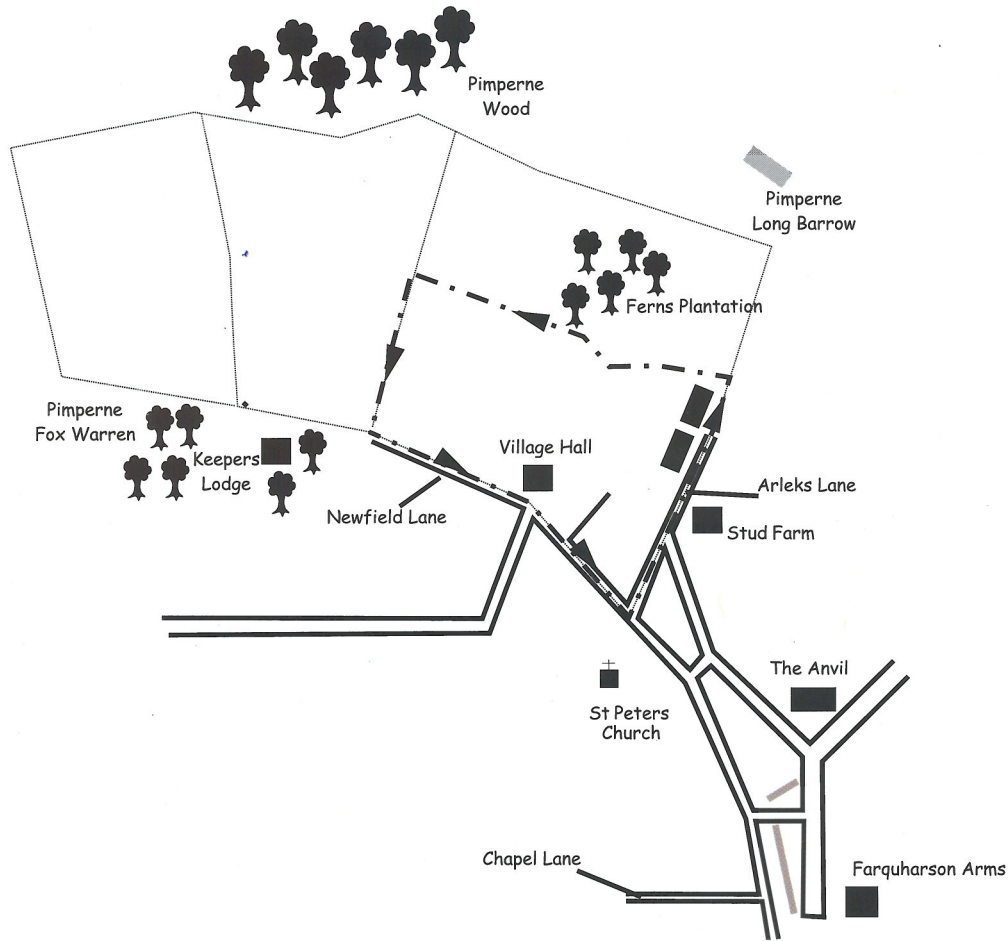 Pimperne
Wood
Pimperne
Long Barrow
Ferns Plantation
Pimperne
Fox Warren
Keepers
Lodge
Village Hall
Newfield Lane
Arleks Lane
Stud Farm
The Anvil
St Peters
Church
Chapel Lane
Farquharson Arms